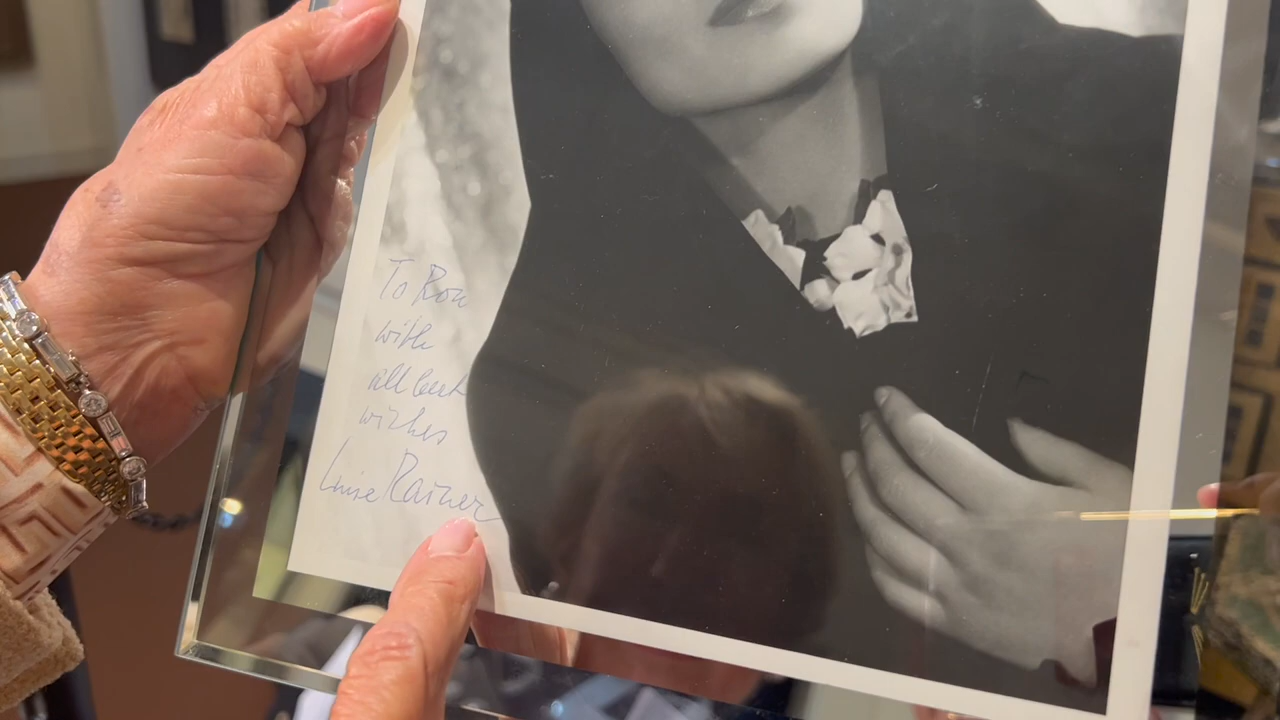 To Ron
with
all best
wishes
Luise Rainer